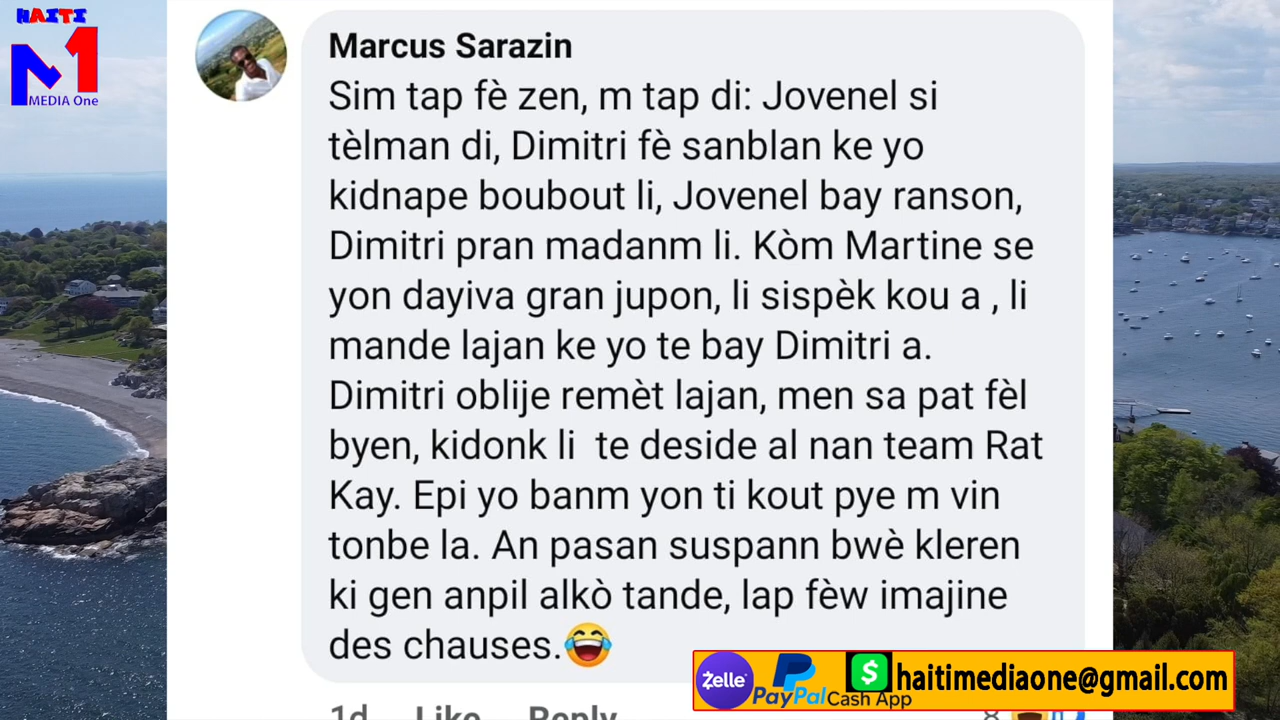 HAITI
M1
MEDIA One
Marcus Sarazin
Sim tap fè zen, m tap di: Jovenel si
tèlman di, Dimitri fè sanblan ke yo
kidnape boubout li, Jovenel bay ranson,
Dimitri pran madanm li. Kòm Martine se
yon dayiva gran jupon, li sispèk kou a , li
mande lajan ke yo te bay Dimitri a.
Dimitri oblije remèt lajan, men sa pat fèl
byen, kidonk li  te deside al nan team Rat
Kay. Epi yo banm yon ti kout pye m vin
tonbe la. An pasan suspann bwè kleren
ki gen anpil alkò tande, lap fèw imajine
des chauses.😂
Zelle
PayPal
$
Cash App
haitimediaone@gmail.com
1d Like Reply
8